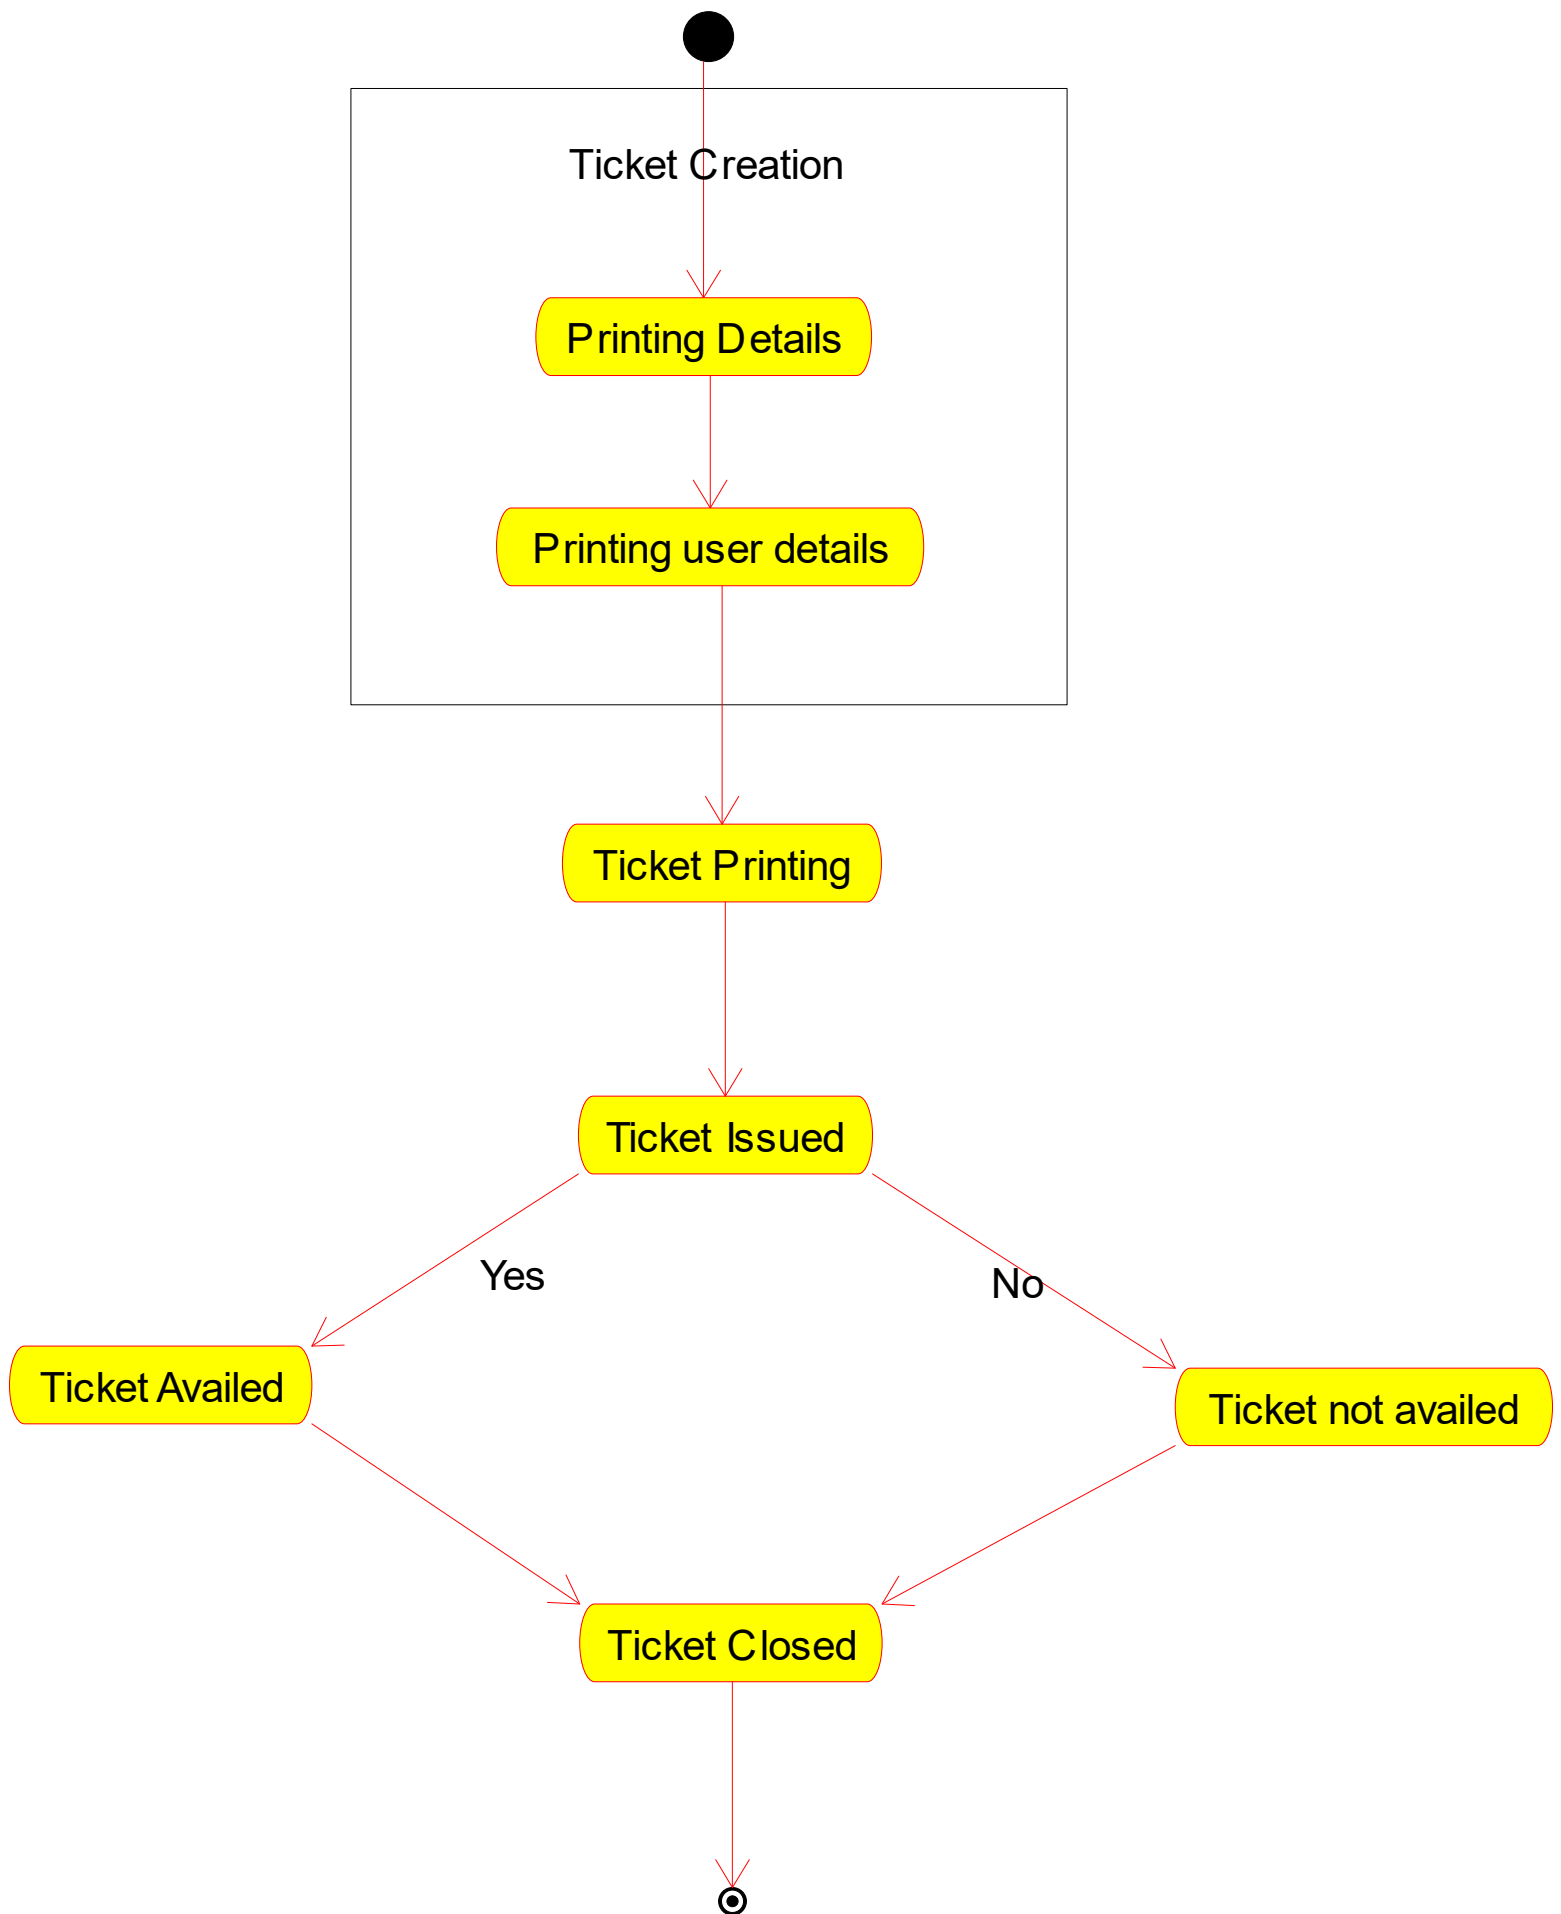 Ticket Creation
Printing Details
Printing user details
Ticket Printing
Ticket Issued
Yes
No
Ticket Availed
Ticket not availed
Ticket Closed